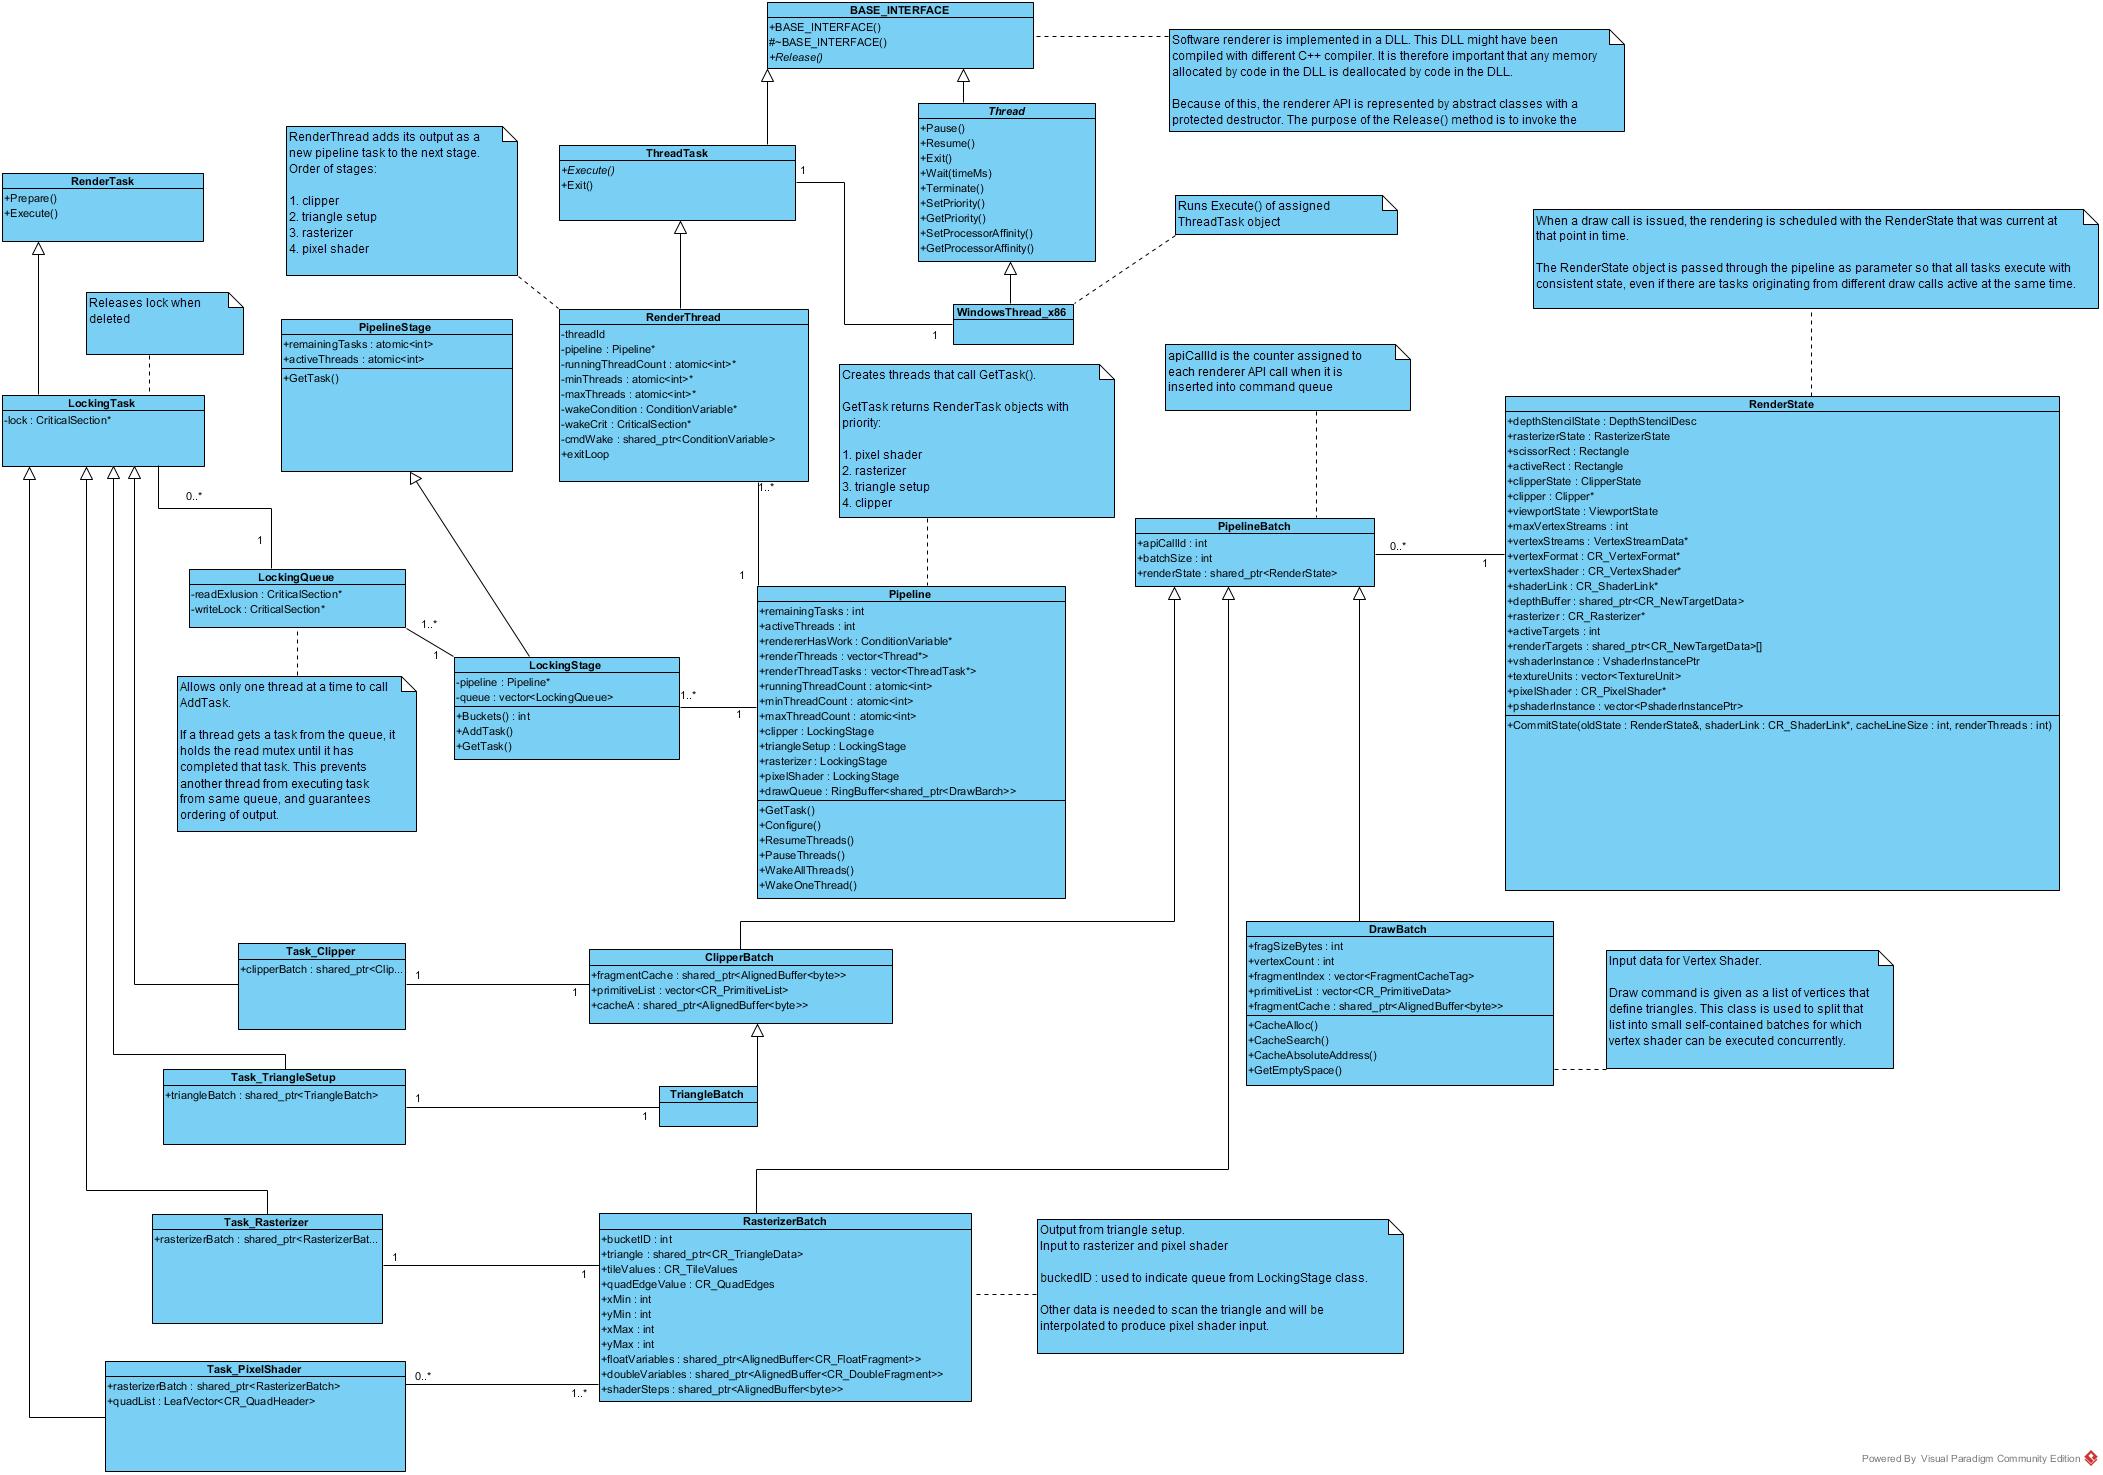 BASE_INTERFACE
+BASE_INTERFACE()
#~BASE_INTERFACE()
+Release()
Software renderer is implemented in a DLL. This DLL might have been
compiled with different C++ compiler. It is therefore important that any memory
allocated by code in the DLL is deallocated by code in the DLL.
Because of this, the renderer API is represented by abstract classes with a
protected destructor. The purpose of the Release() method is to invoke the
Thread
+Pause()
+Resume()
+Exit()
+Wait(timeMs)
+Terminate()
+SetPriority()
+GetPriority()
+SetProcessorAffinity()
+GetProcessorAffinity()
RenderThread adds its output as a
new pipeline task to the next stage.
Order of stages:
1. clipper
2. triangle setup
3. rasterizer
4. pixel shader
ThreadTask
+Execute()
+Exit()
1
1
RenderTask
+Prepare()
+Execute()
Runs Execute() of assigned
ThreadTask object
When a draw call is issued, the rendering is scheduled with the RenderState that was current at
that point in time.
The RenderState object is passed through the pipeline as parameter so that all tasks execute with
consistent state, even if there are tasks originating from different draw calls active at the same time.
Releases lock when
deleted
PipelineStage
+remainingTasks : atomic<int>
+activeThreads : atomic<int>
+GetTask()
RenderThread
-threadId
-pipeline : Pipeline*
-runningThreadCount : atomic<int>*
-minThreads : atomic<int>*
-maxThreads : atomic<int>*
-wakeCondition : ConditionVariable*
-wakeCrit : CriticalSection*
-cmdWake : shared_ptr<ConditionVariable>
+exitLoop
1..*
1
WindowsThread_x86
Creates threads that call GetTask().
GetTask returns RenderTask objects with
priority:
1. pixel shader
2. rasterizer
3. triangle setup
4. clipper
apiCallId is the counter assigned to
each renderer API call when it is
inserted into command queue
LockingTask
-lock : CriticalSection*
0..*
1
RenderState
+depthStencilState : DepthStencilDesc
+rasterizerState : RasterizerState
+scissorRect : Rectangle
+activeRect : Rectangle
+clipperState : ClipperState
+clipper : Clipper*
+viewportState : ViewportState
+maxVertexStreams : int
+vertexStreams : VertexStreamData*
+vertexFormat : CR_VertexFormat*
+vertexShader : CR_VertexShader*
+shaderLink : CR_ShaderLink*
+depthBuffer : shared_ptr<CR_NewTargetData>
+rasterizer : CR_Rasterizer*
+activeTargets : int
+renderTargets : shared_ptr<CR_NewTargetData>[]
+vshaderInstance : VshaderInstancePtr
+textureUnits : vector<TextureUnit>
+pixelShader : CR_PixelShader*
+pshaderInstance : vector<PshaderInstancePtr>
+CommitState(oldState : RenderState&, shaderLink : CR_ShaderLink*, cacheLineSize : int, renderThreads : int)
PipelineBatch
+apiCallId : int
+batchSize : int
+renderState : shared_ptr<RenderState>
0..*
1
LockingQueue
-readExlusion : CriticalSection*
-writeLock : CriticalSection*
1..*
1
Allows only one thread at a time to call
AddTask.
If a thread gets a task from the queue, it
holds the read mutex until it has
completed that task. This prevents
another thread from executing task
from same queue, and guarantees
ordering of output.
LockingStage
-pipeline : Pipeline*
-queue : vector<LockingQueue>
+Buckets() : int
+AddTask()
+GetTask()
1..*
1
Pipeline
+remainingTasks : int
+activeThreads : int
+rendererHasWork : ConditionVariable*
+renderThreads : vector<Thread*>
+renderThreadTasks : vector<ThreadTask*>
+runningThreadCount : atomic<int>
+minThreadCount : atomic<int>
+maxThreadCount : atomic<int>
+clipper : LockingStage
+triangleSetup : LockingStage
+rasterizer : LockingStage
+pixelShader : LockingStage
+drawQueue : RingBuffer<shared_ptr<DrawBarch>>
+GetTask()
+Configure()
+ResumeThreads()
+PauseThreads()
+WakeAllThreads()
+WakeOneThread()
Task_Clipper
+clipperBatch : shared_ptr<Clip...
1
1
ClipperBatch
+fragmentCache : shared_ptr<AlignedBuffer<byte>>
+primitiveList : vector<CR_PrimitiveList>
+cacheA : shared_ptr<AlignedBuffer<byte>>
DrawBatch
+fragSizeBytes : int
+vertexCount : int
+fragmentIndex : vector<FragmentCacheTag>
+primitiveList : vector<CR_PrimitiveData>
+fragmentCache : shared_ptr<AlignedBuffer<byte>>
+CacheAlloc()
+CacheSearch()
+CacheAbsoluteAddress()
+GetEmptySpace()
Input data for Vertex Shader.
Draw command is given as a list of vertices that
define triangles. This class is used to split that
list into small self-contained batches for which
vertex shader can be executed concurrently.
Task_TriangleSetup
+triangleBatch : shared_ptr<TriangleBatch>
1
1
TriangleBatch
Task_Rasterizer
+rasterizerBatch : shared_ptr<RasterizerBat...
1
1
RasterizerBatch
+bucketID : int
+triangle : shared_ptr<CR_TriangleData>
+tileValues : CR_TileValues
+quadEdgeValue : CR_QuadEdges
+xMin : int
+yMin : int
+xMax : int
+yMax : int
+floatVariables : shared_ptr<AlignedBuffer<CR_FloatFragment>>
+doubleVariables : shared_ptr<AlignedBuffer<CR_DoubleFragment>>
+shaderSteps : shared_ptr<AlignedBuffer<byte>>
Output from triangle setup.
Input to rasterizer and pixel shader
buckedID : used to indicate queue from LockingStage class.
Other data is needed to scan the triangle and will be
interpolated to produce pixel shader input.
Task_PixelShader
+rasterizerBatch : shared_ptr<RasterizerBatch>
+quadList : LeafVector<CR_QuadHeader>
0..*
1..*
Powered By Visual Paradigm Community Edition